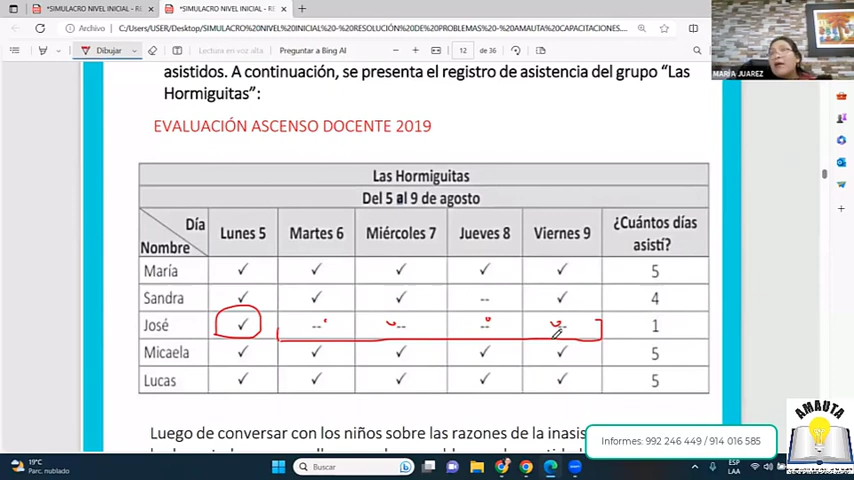 *SIMULACRO NIVEL INICIAL - RESOL
*SIMULACRO NIVEL INICIAL - RESOL
Archivo
C:/Users/USER/Desktop/SIMULACRO%20NIVEL%20INICIAL%20-%20RESOLUCIÓN%20DE%20PROBLEMAS%20-%20AMAUTA%20CAPACITACIONES....
Dibujar
Lectura en voz alta
Preguntar a Bing AI
12
de 36
MARÍA JUAREZ
asistidos. A continuación, se presenta el registro de asistencia del grupo “Las
Hormiguitas”:
EVALUACIÓN ASCENSO DOCENTE 2019
Las Hormiguitas
Del 5 al 9 de agosto
Día
Nombre
Lunes 5
Martes 6
Miércoles 7
Jueves 8
Viernes 9
¿Cuántos días
asistí?
María ✓ ✓ ✓ ✓ ✓ 5
Sandra ✓ ✓ ✓ -- ✓ 4
José ✓ -- -- -- -- 1
Micaela ✓ ✓ ✓ ✓ ✓ 5
Lucas ✓ ✓ ✓ ✓ ✓ 5
Luego de conversar con los niños sobre las razones de la inasis
Informes: 992 246 449 / 914 016 585
AMAUTA
19°C
Parc. nublado
Buscar
ESP
LAA